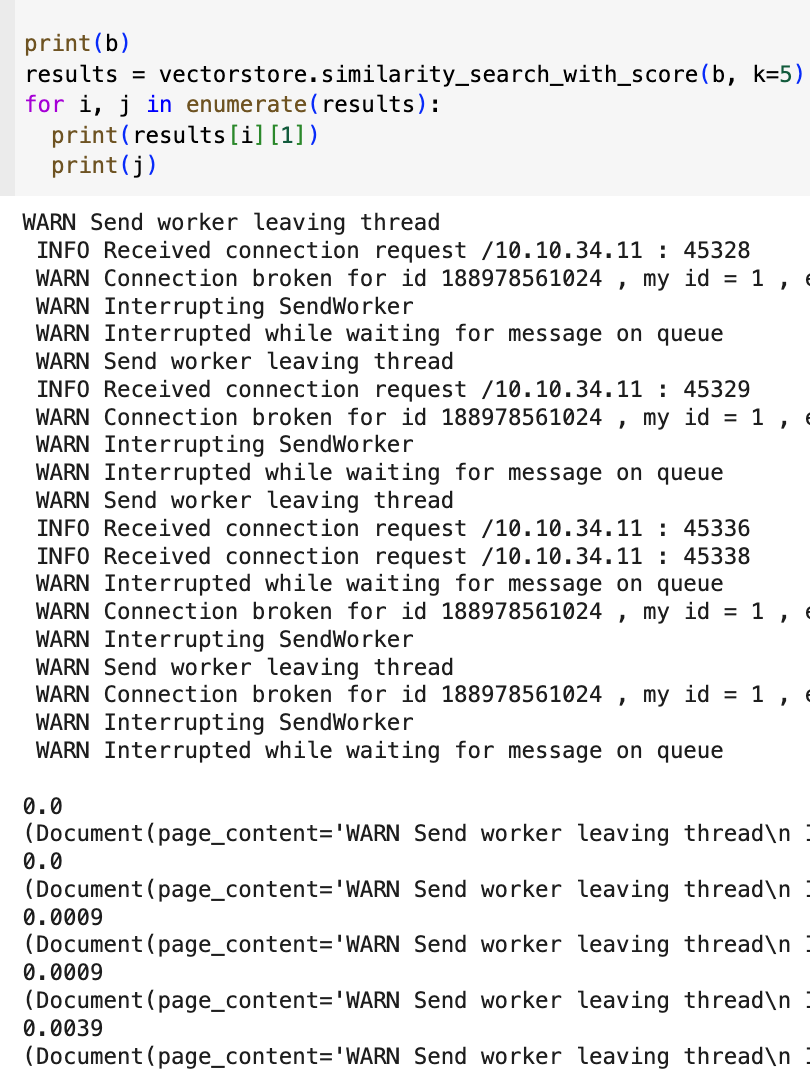 print(b)
results = vectorstore.similarity_search_with_score(b, k=5)
for i, j in enumerate(results):
  print(results[i][1])
  print(j)
WARN Send worker leaving thread
 INFO Received connection request /10.10.34.11 : 45328
 WARN Connection broken for id 188978561024 , my id = 1 ,
 WARN Interrupting SendWorker
 WARN Interrupted while waiting for message on queue
 WARN Send worker leaving thread
 INFO Received connection request /10.10.34.11 : 45329
 WARN Connection broken for id 188978561024 , my id = 1 ,
 WARN Interrupting SendWorker
 WARN Interrupted while waiting for message on queue
 WARN Send worker leaving thread
 INFO Received connection request /10.10.34.11 : 45336
 INFO Received connection request /10.10.34.11 : 45338
 WARN Interrupted while waiting for message on queue
 WARN Connection broken for id 188978561024 , my id = 1 ,
 WARN Interrupting SendWorker
 WARN Send worker leaving thread
 WARN Connection broken for id 188978561024 , my id = 1 ,
 WARN Interrupting SendWorker
 WARN Interrupted while waiting for message on queue
0.0
(Document(page_content='WARN Send worker leaving thread\n
0.0
(Document(page_content='WARN Send worker leaving thread\n
0.0009
(Document(page_content='WARN Send worker leaving thread\n
0.0009
(Document(page_content='WARN Send worker leaving thread\n
0.0039
(Document(page_content='WARN Send worker leaving thread\n